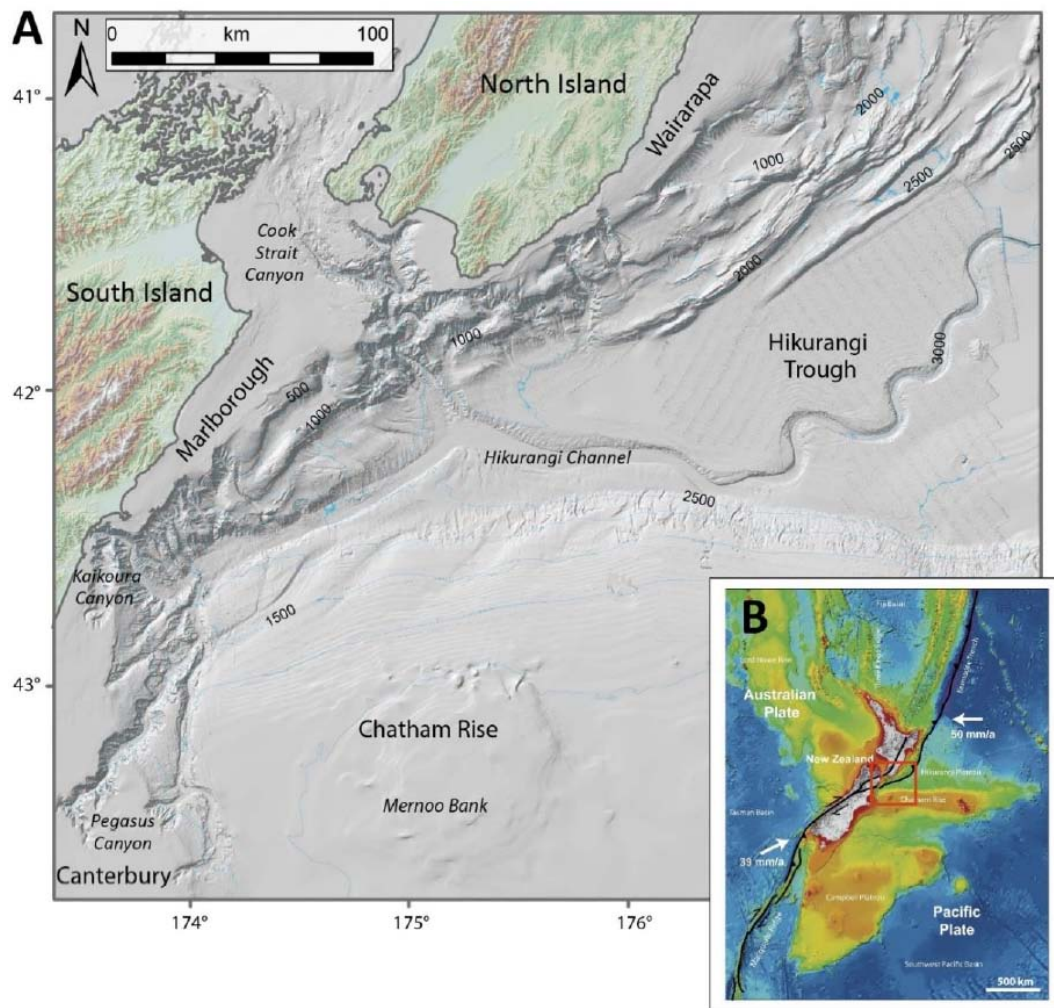 A
N
0 km 100
41°
42°
43°
174°
175°
176°
North Island
Wairarapa
2000
1000
2500
2500
2000
Cook
Strait
Canyon
South Island
1000
Hikurangi
Trough
3000
Marlborough
500
1000
Hikurangi Channel
2500
Kaikoura
Canyon
1500
Chatham Rise
Mernoo Bank
Pegasus
Canyon
Canterbury
B
Fiji Basin
Australian
Plate
50 mm/a
New Zealand
Hikurangi Plateau
Chatham Rise
Tasman Basin
39 mm/a
Campbell Plateau
Pacific
Plate
Southwest Pacific Basin
500 km